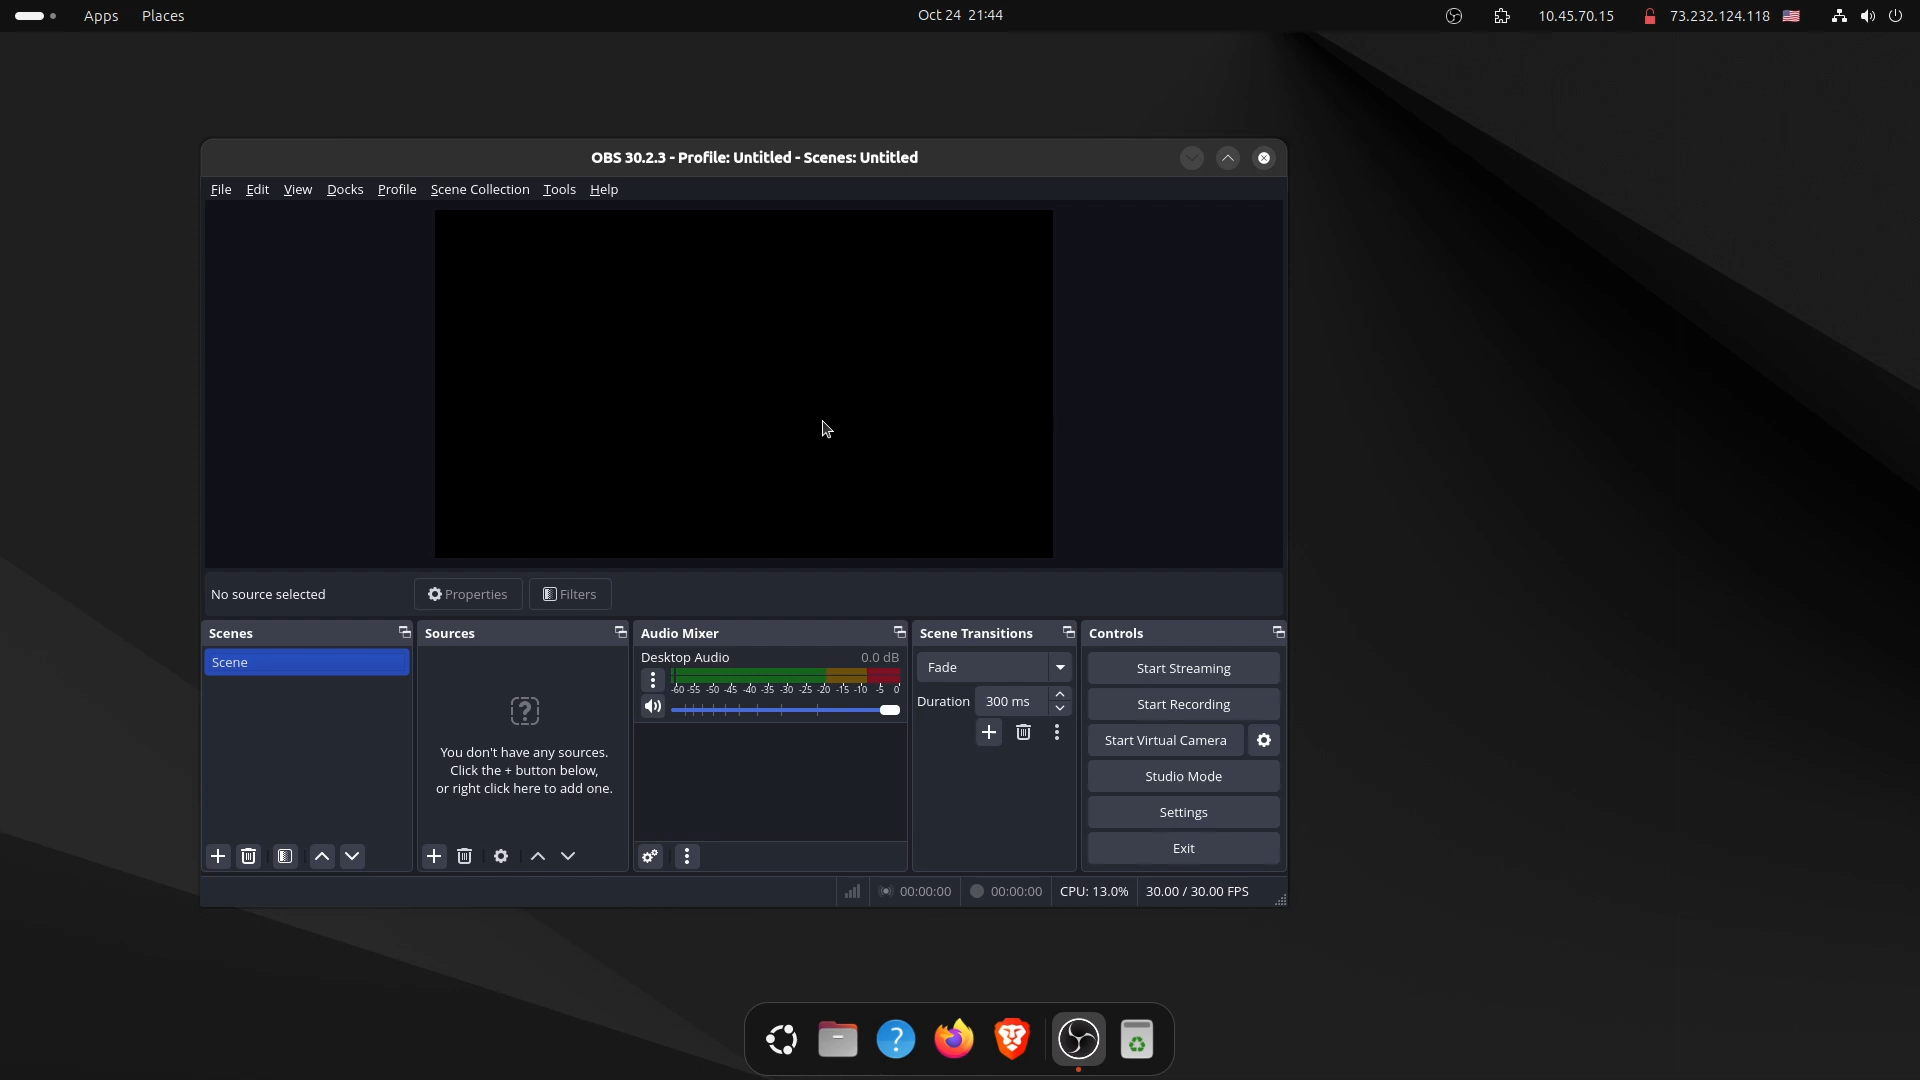 Apps Places Oct 24 21:44 10.45.70.15 73.232.124.118
OBS 30.2.3 - Profile: Untitled - Scenes: Untitled
File Edit View Docks Profile Scene Collection Tools Help
No source selected Properties Filters
Scenes Sources Audio Mixer Scene Transitions Controls
Scene
You don't have any sources.
Click the + button below,
or right click here to add one.
Desktop Audio 0.0 dB
-60 -55 -50 -45 -40 -35 -30 -25 -20 -15 -10 -5 0
Fade
Duration 300 ms
Start Streaming
Start Recording
Start Virtual Camera
Studio Mode
Settings
Exit
00:00:00 00:00:00 CPU: 13.0% 30.00 / 30.00 FPS